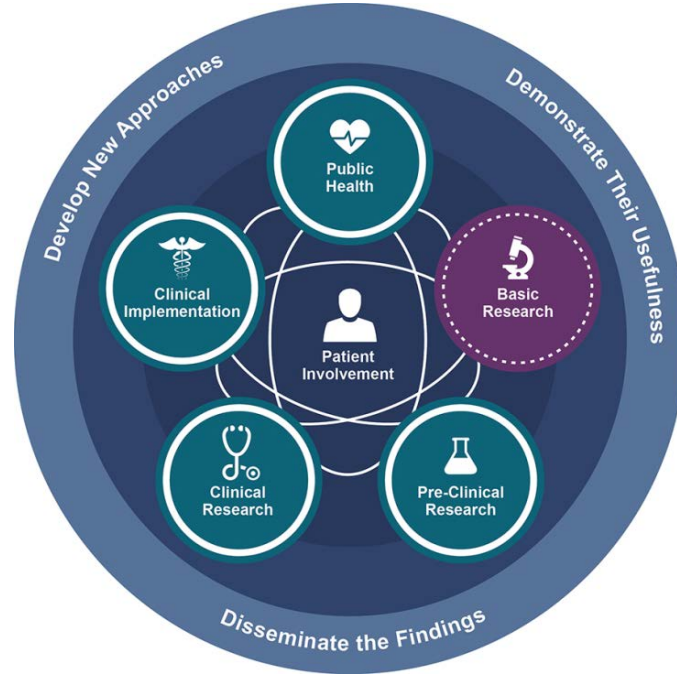 Develop New Approaches
Demonstrate Their Usefulness
Public
Health
Clinical
Implementation
Basic
Research
Patient
Involvement
Clinical
Research
Pre-Clinical
Research
Disseminate the Findings